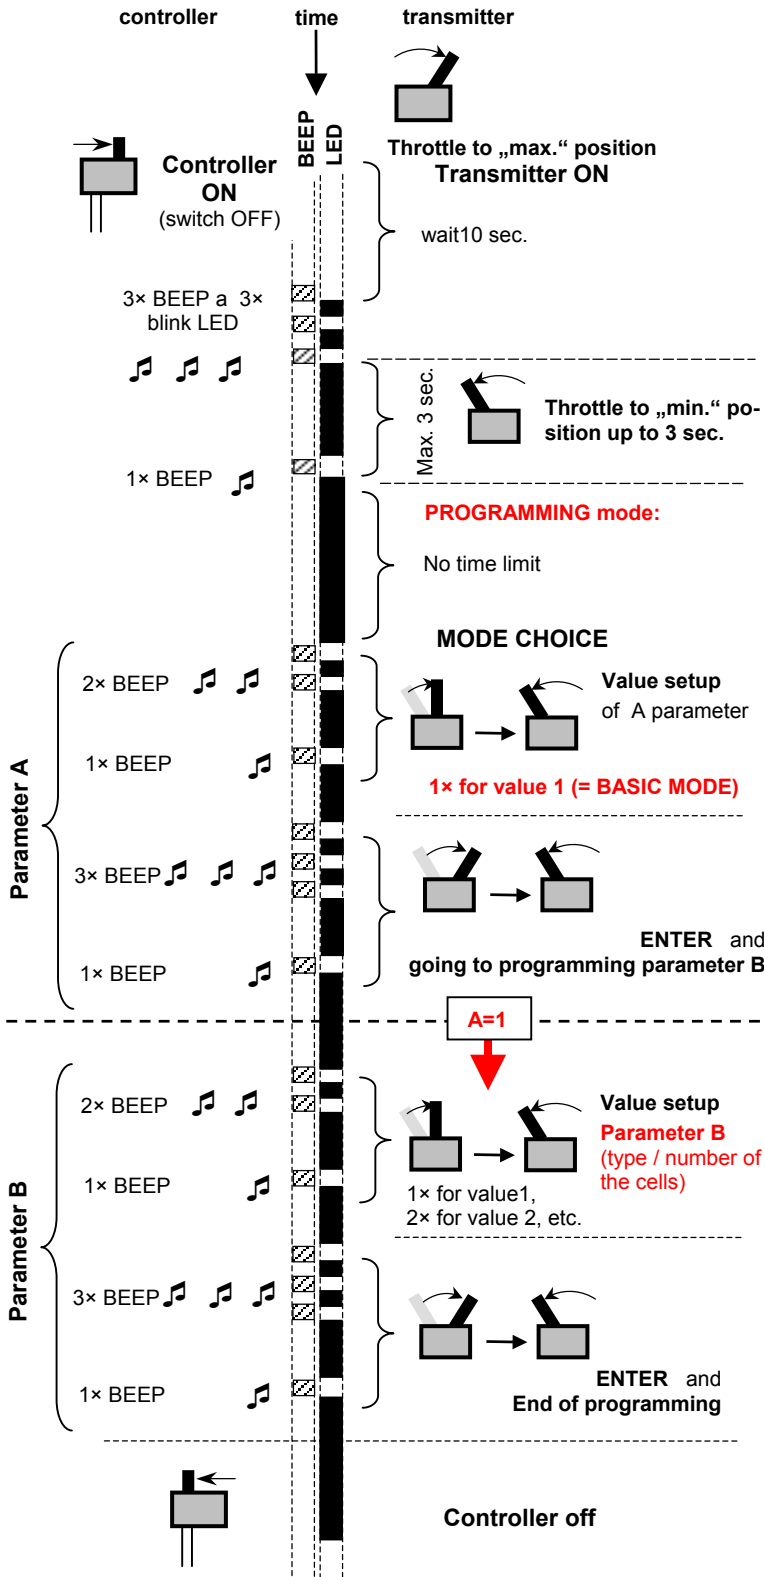 controller time transmitter
BEEP
LED
Throttle to „max.“ position
Transmitter ON
Controller
ON
(switch OFF)
wait10 sec.
3× BEEP a 3×
blink LED
Max. 3 sec.
Throttle to „min.“ po-
sition up to 3 sec.
1× BEEP
PROGRAMMING mode:
No time limit
MODE CHOICE
Parameter A
2× BEEP
Value setup
of A parameter
1× BEEP
1× for value 1 (= BASIC MODE)
3× BEEP
ENTER and
going to programming parameter B
1× BEEP
A=1
Parameter B
2× BEEP
Value setup
Parameter B
(type / number of
the cells)
1× BEEP
1× for value1,
2× for value 2, etc.
3× BEEP
ENTER and
End of programming
1× BEEP
Controller off